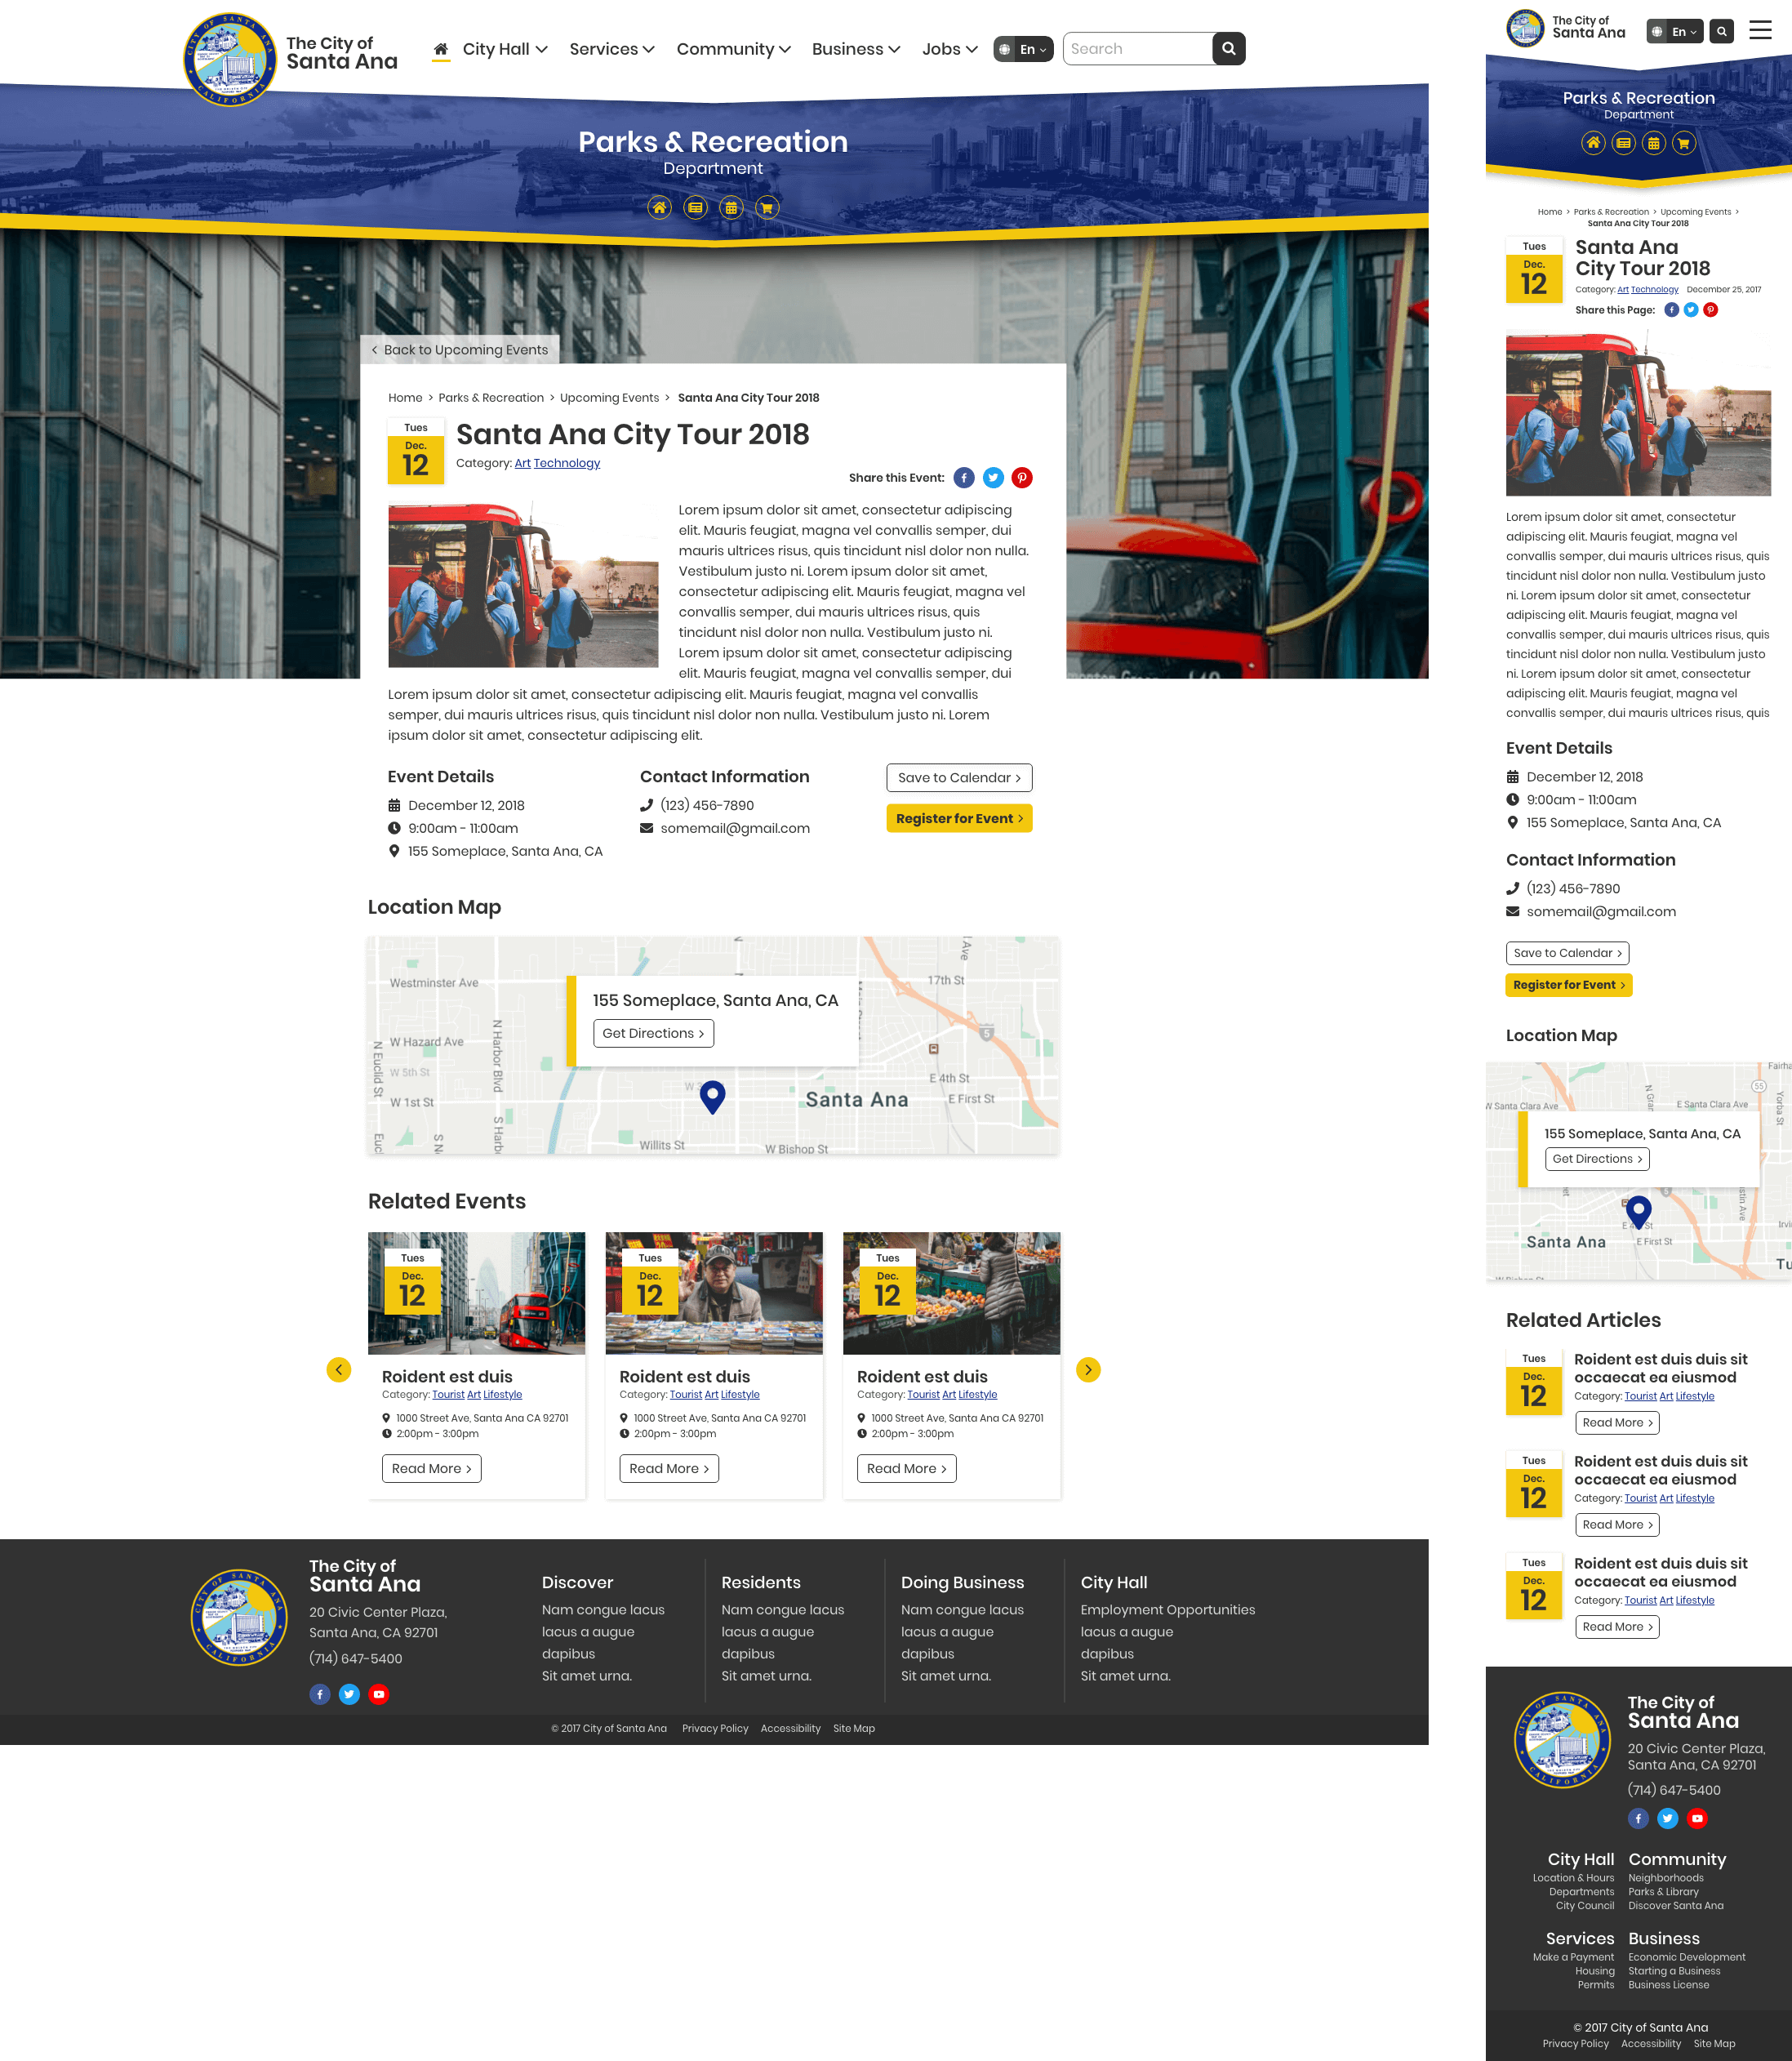 The City of
Santa Ana
City Hall
Services
Community
Business
Jobs
En
Search
Parks & Recreation
Department
Back to Upcoming Events
Home > Parks & Recreation > Upcoming Events > Santa Ana City Tour 2018
Tues
Dec.
12
Santa Ana City Tour 2018
Category: Art Technology
Share this Event:
Lorem ipsum dolor sit amet, consectetur adipiscing
elit. Mauris feugiat, magna vel convallis semper, dui
mauris ultrices risus, quis tincidunt nisl dolor non nulla.
Vestibulum justo ni. Lorem ipsum dolor sit amet,
consectetur adipiscing elit. Mauris feugiat, magna vel
convallis semper, dui mauris ultrices risus, quis
tincidunt nisl dolor non nulla. Vestibulum justo ni.
Lorem ipsum dolor sit amet, consectetur adipiscing
elit. Mauris feugiat, magna vel convallis semper, dui
Lorem ipsum dolor sit amet, consectetur adipiscing elit. Mauris feugiat, magna vel convallis
semper, dui mauris ultrices risus, quis tincidunt nisl dolor non nulla. Vestibulum justo ni. Lorem
ipsum dolor sit amet, consectetur adipiscing elit.
Event Details
December 12, 2018
9:00am - 11:00am
155 Someplace, Santa Ana, CA
Contact Information
(123) 456-7890
somemail@gmail.com
Save to Calendar >
Register for Event >
Location Map
Westminster Ave
W Hazard Ave
W 5th St
W 1st St
N Euclid St
N Harbor Blvd
17th St
5
E 4th St
E First St
Santa Ana
Willits St
W Bishop St
155 Someplace, Santa Ana, CA
Get Directions >
Related Events
Tues
Dec.
12
Roident est duis
Category: Tourist Art Lifestyle
1000 Street Ave, Santa Ana CA 92701
2:00pm - 3:00pm
Read More >
Tues
Dec.
12
Roident est duis
Category: Tourist Art Lifestyle
1000 Street Ave, Santa Ana CA 92701
2:00pm - 3:00pm
Read More >
Tues
Dec.
12
Roident est duis
Category: Tourist Art Lifestyle
1000 Street Ave, Santa Ana CA 92701
2:00pm - 3:00pm
Read More >
The City of
Santa Ana
20 Civic Center Plaza,
Santa Ana, CA 92701
(714) 647-5400
Discover
Nam congue lacus
lacus a augue
dapibus
Sit amet urna.
Residents
Nam congue lacus
lacus a augue
dapibus
Sit amet urna.
Doing Business
Nam congue lacus
lacus a augue
dapibus
Sit amet urna.
City Hall
Employment Opportunities
lacus a augue
dapibus
Sit amet urna.
© 2017 City of Santa Ana Privacy Policy Accessibility Site Map
The City of
Santa Ana
En
Parks & Recreation
Department
Home > Parks & Recreation > Upcoming Events >
Santa Ana City Tour 2018
Tues
Dec.
12
Santa Ana
City Tour 2018
Category: Art Technology December 25, 2017
Share this Page:
Lorem ipsum dolor sit amet, consectetur
adipiscing elit. Mauris feugiat, magna vel
convallis semper, dui mauris ultrices risus, quis
tincidunt nisl dolor non nulla. Vestibulum justo
ni. Lorem ipsum dolor sit amet, consectetur
adipiscing elit. Mauris feugiat, magna vel
convallis semper, dui mauris ultrices risus, quis
tincidunt nisl dolor non nulla. Vestibulum justo
ni. Lorem ipsum dolor sit amet, consectetur
adipiscing elit. Mauris feugiat, magna vel
convallis semper, dui mauris ultrices risus, quis
Event Details
December 12, 2018
9:00am - 11:00am
155 Someplace, Santa Ana, CA
Contact Information
(123) 456-7890
somemail@gmail.com
Save to Calendar >
Register for Event >
Location Map
W Santa Clara Ave
E Santa Clara Ave
55
Yorba St
155 Someplace, Santa Ana, CA
Get Directions >
E First St
Santa Ana
Related Articles
Tues
Dec.
12
Roident est duis duis sit
occaecat ea eiusmod
Category: Tourist Art Lifestyle
Read More >
Tues
Dec.
12
Roident est duis duis sit
occaecat ea eiusmod
Category: Tourist Art Lifestyle
Read More >
Tues
Dec.
12
Roident est duis duis sit
occaecat ea eiusmod
Category: Tourist Art Lifestyle
Read More >
The City of
Santa Ana
20 Civic Center Plaza,
Santa Ana, CA 92701
(714) 647-5400
City Hall
Location & Hours
Departments
City Council
Community
Neighborhoods
Parks & Library
Discover Santa Ana
Services
Make a Payment
Housing
Permits
Business
Economic Development
Starting a Business
Business License
© 2017 City of Santa Ana
Privacy Policy Accessibility Site Map